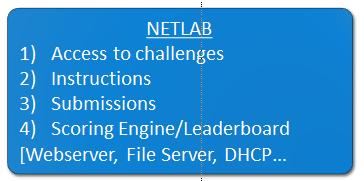 NETLAB
1) Access to challenges
2) Instructions
3) Submissions
4) Scoring Engine/Leaderboard
[Webserver, File Server, DHCP...